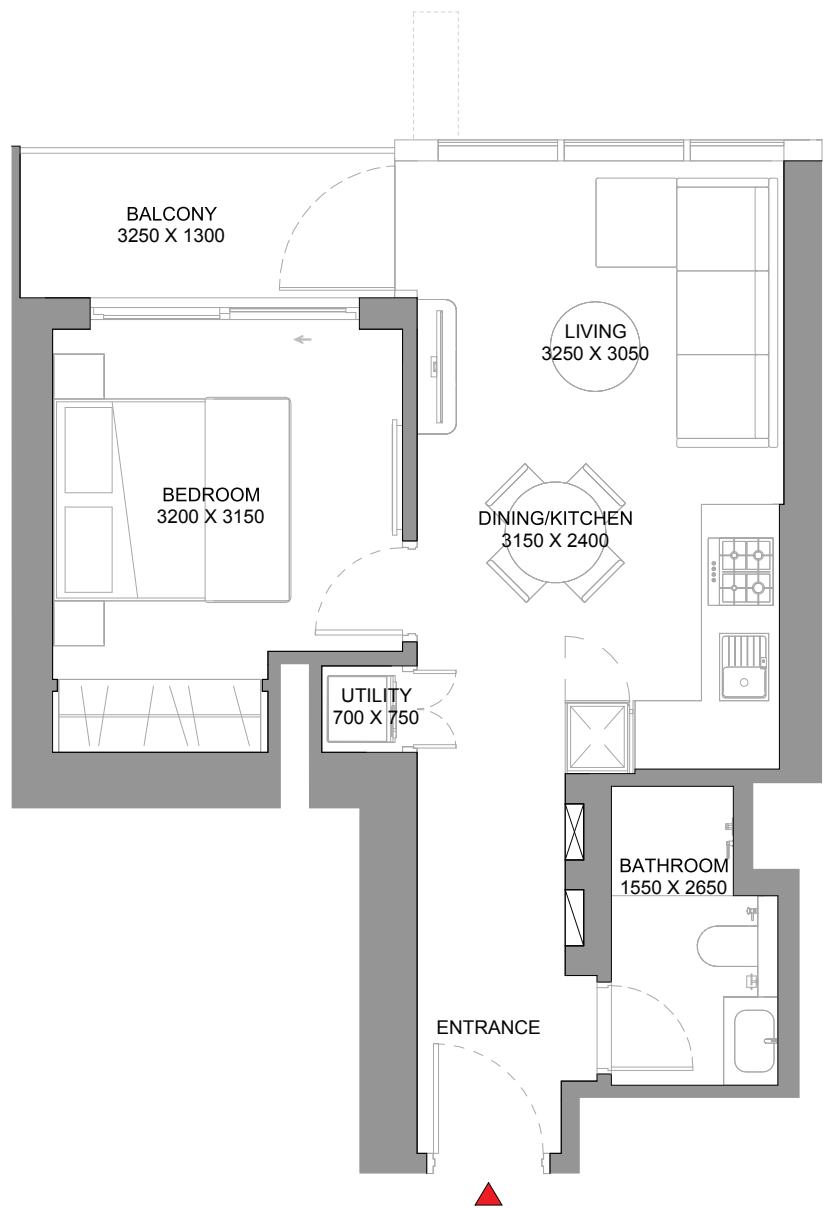 BALCONY
3250 X 1300
LIVING
3250 X 3050
BEDROOM
3200 X 3150
DINING/KITCHEN
3150 X 2400
UTILITY
700 X 750
BATHROOM
1550 X 2650
ENTRANCE